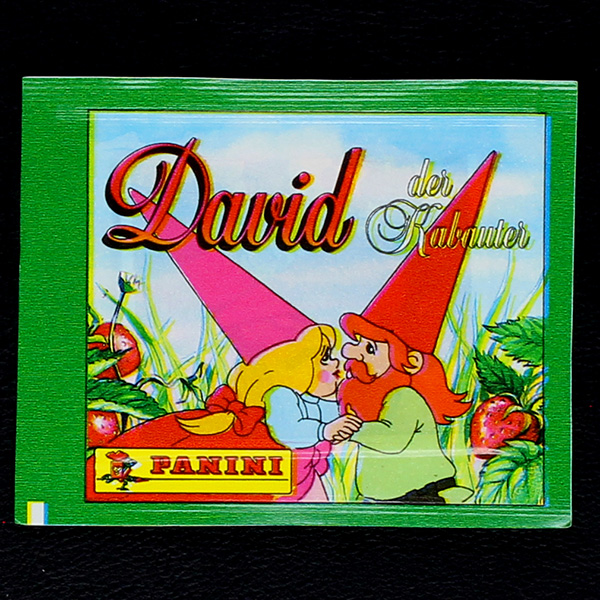 David
der
Kabauter
PANINI